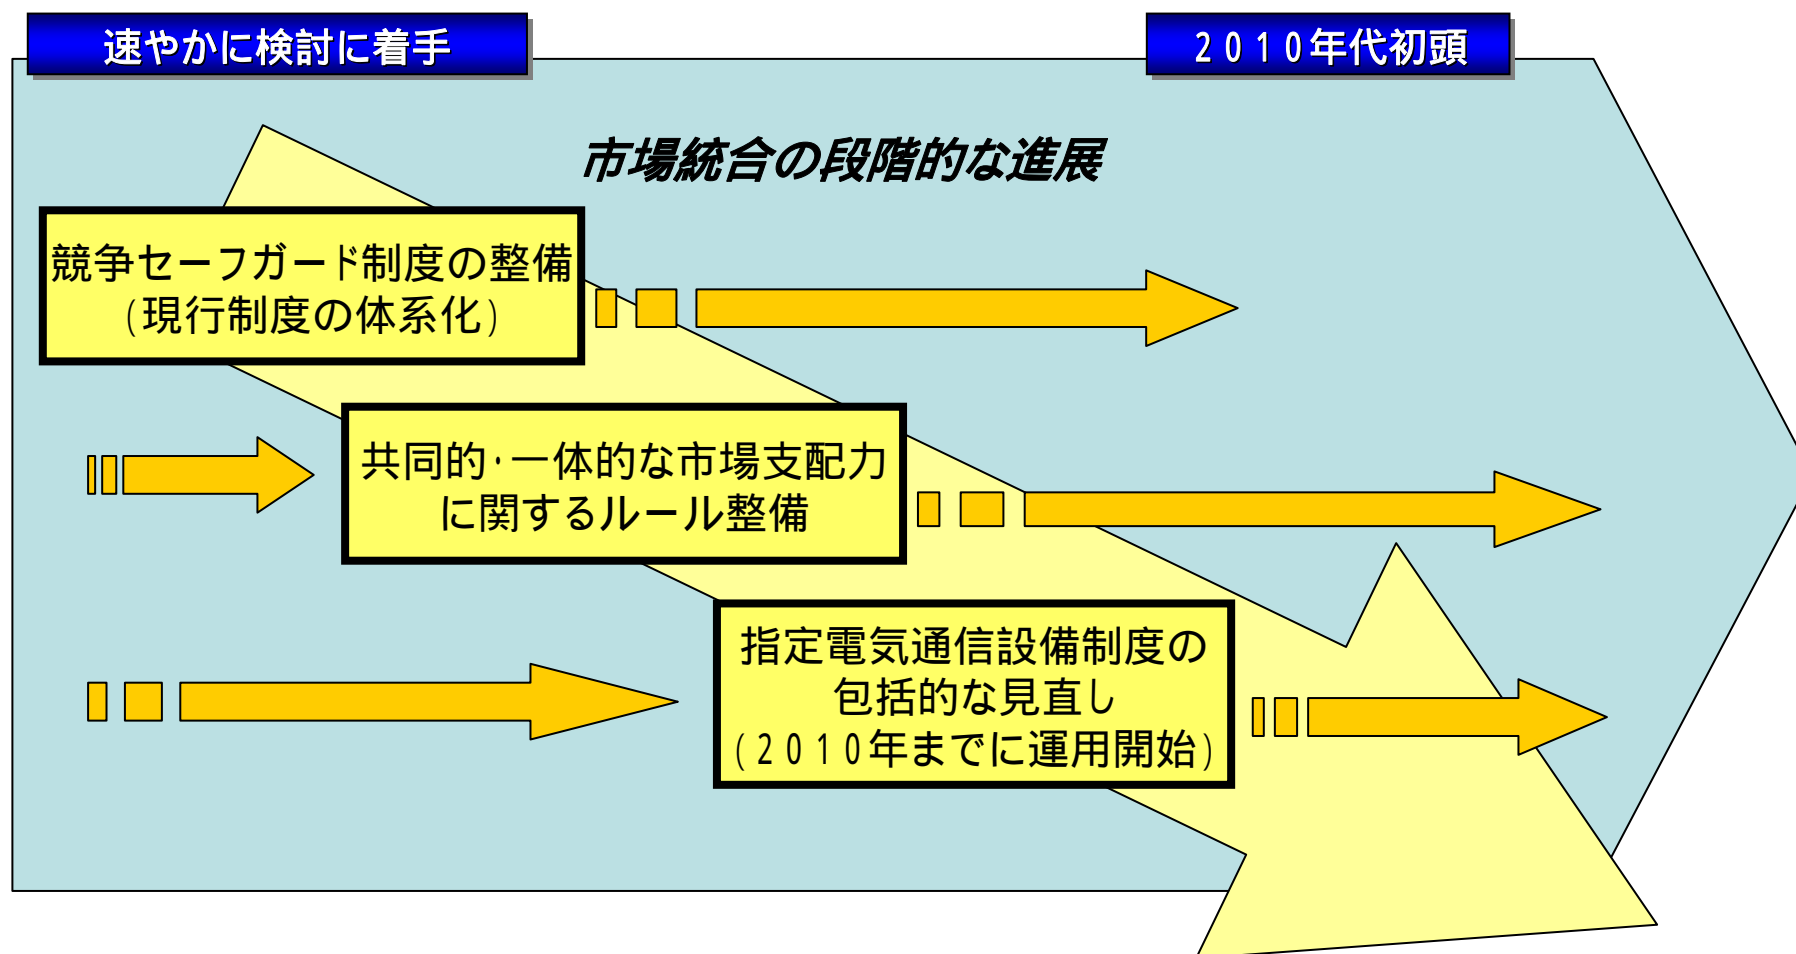 速やかに検討に着手
2010年代初頭
市場統合の段階的な進展
競争セーフガード制度の整備
(現行制度の体系化)
共同的・一体的な市場支配力
に関するルール整備
指定電気通信設備制度の
包括的な見直し
(2010年までに運用開始)